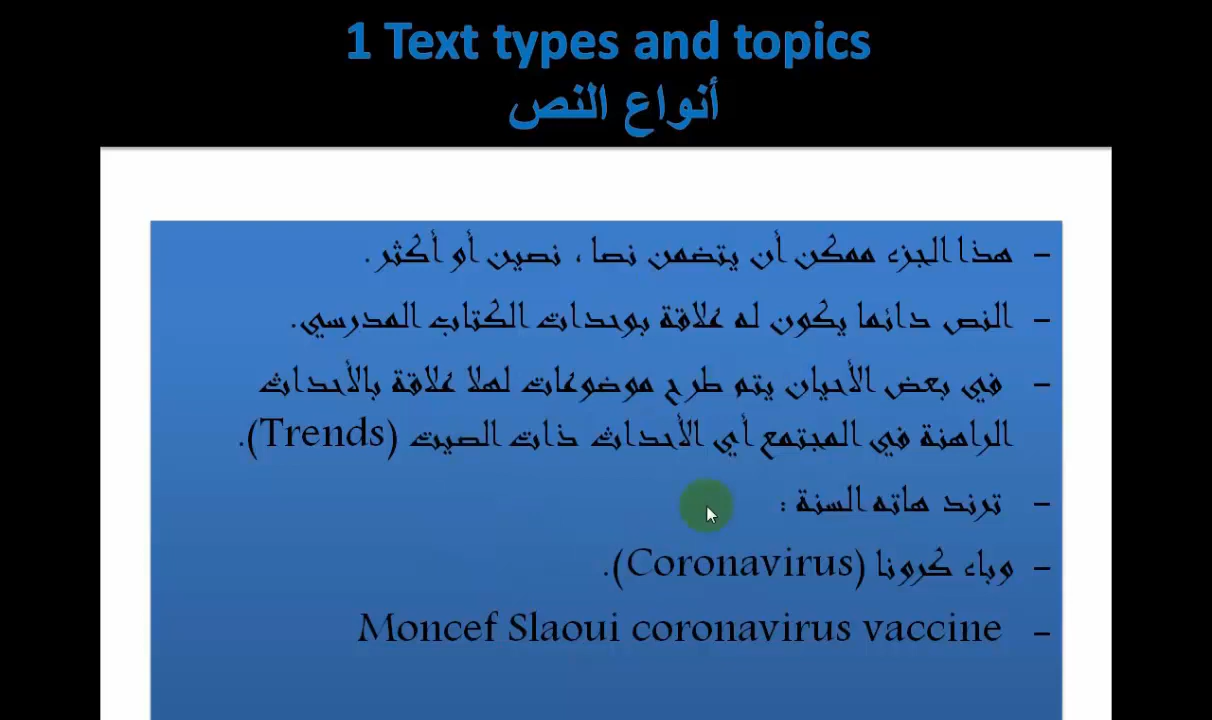 1 Text types and topics
أنواع النص
– هذا الجزء ممكن أن يتضمن نصا ، نصين أو أكثر .
– النص دائما يكون له علاقة بوحدات الكتاب المدرسي.
– في بعض الأحيان يتم طرح موضوعات لهلا علاقة بالأحداث
الراهنة في المجتمع أي الأحداث ذات الصيت (Trends).
– ترند هاته السنة :
– وباء كرونا (Coronavirus).
– Moncef Slaoui coronavirus vaccine